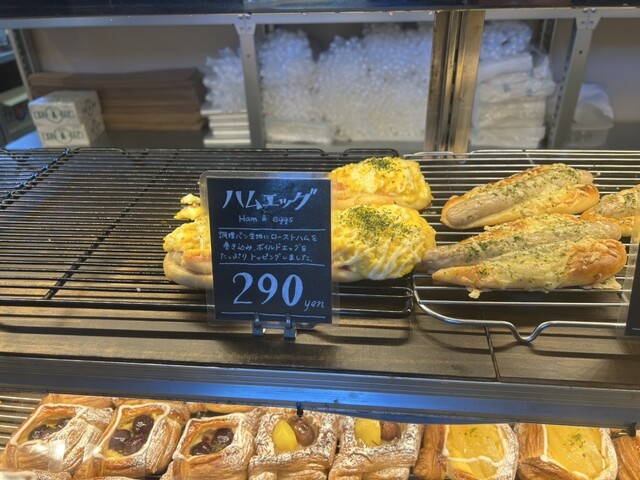 ハムエッグ
Ham & eggs
調理パン生地にローストハムを
巻き込み、ボイルドエッグを
たっぷりトッピングしました。
290 yen